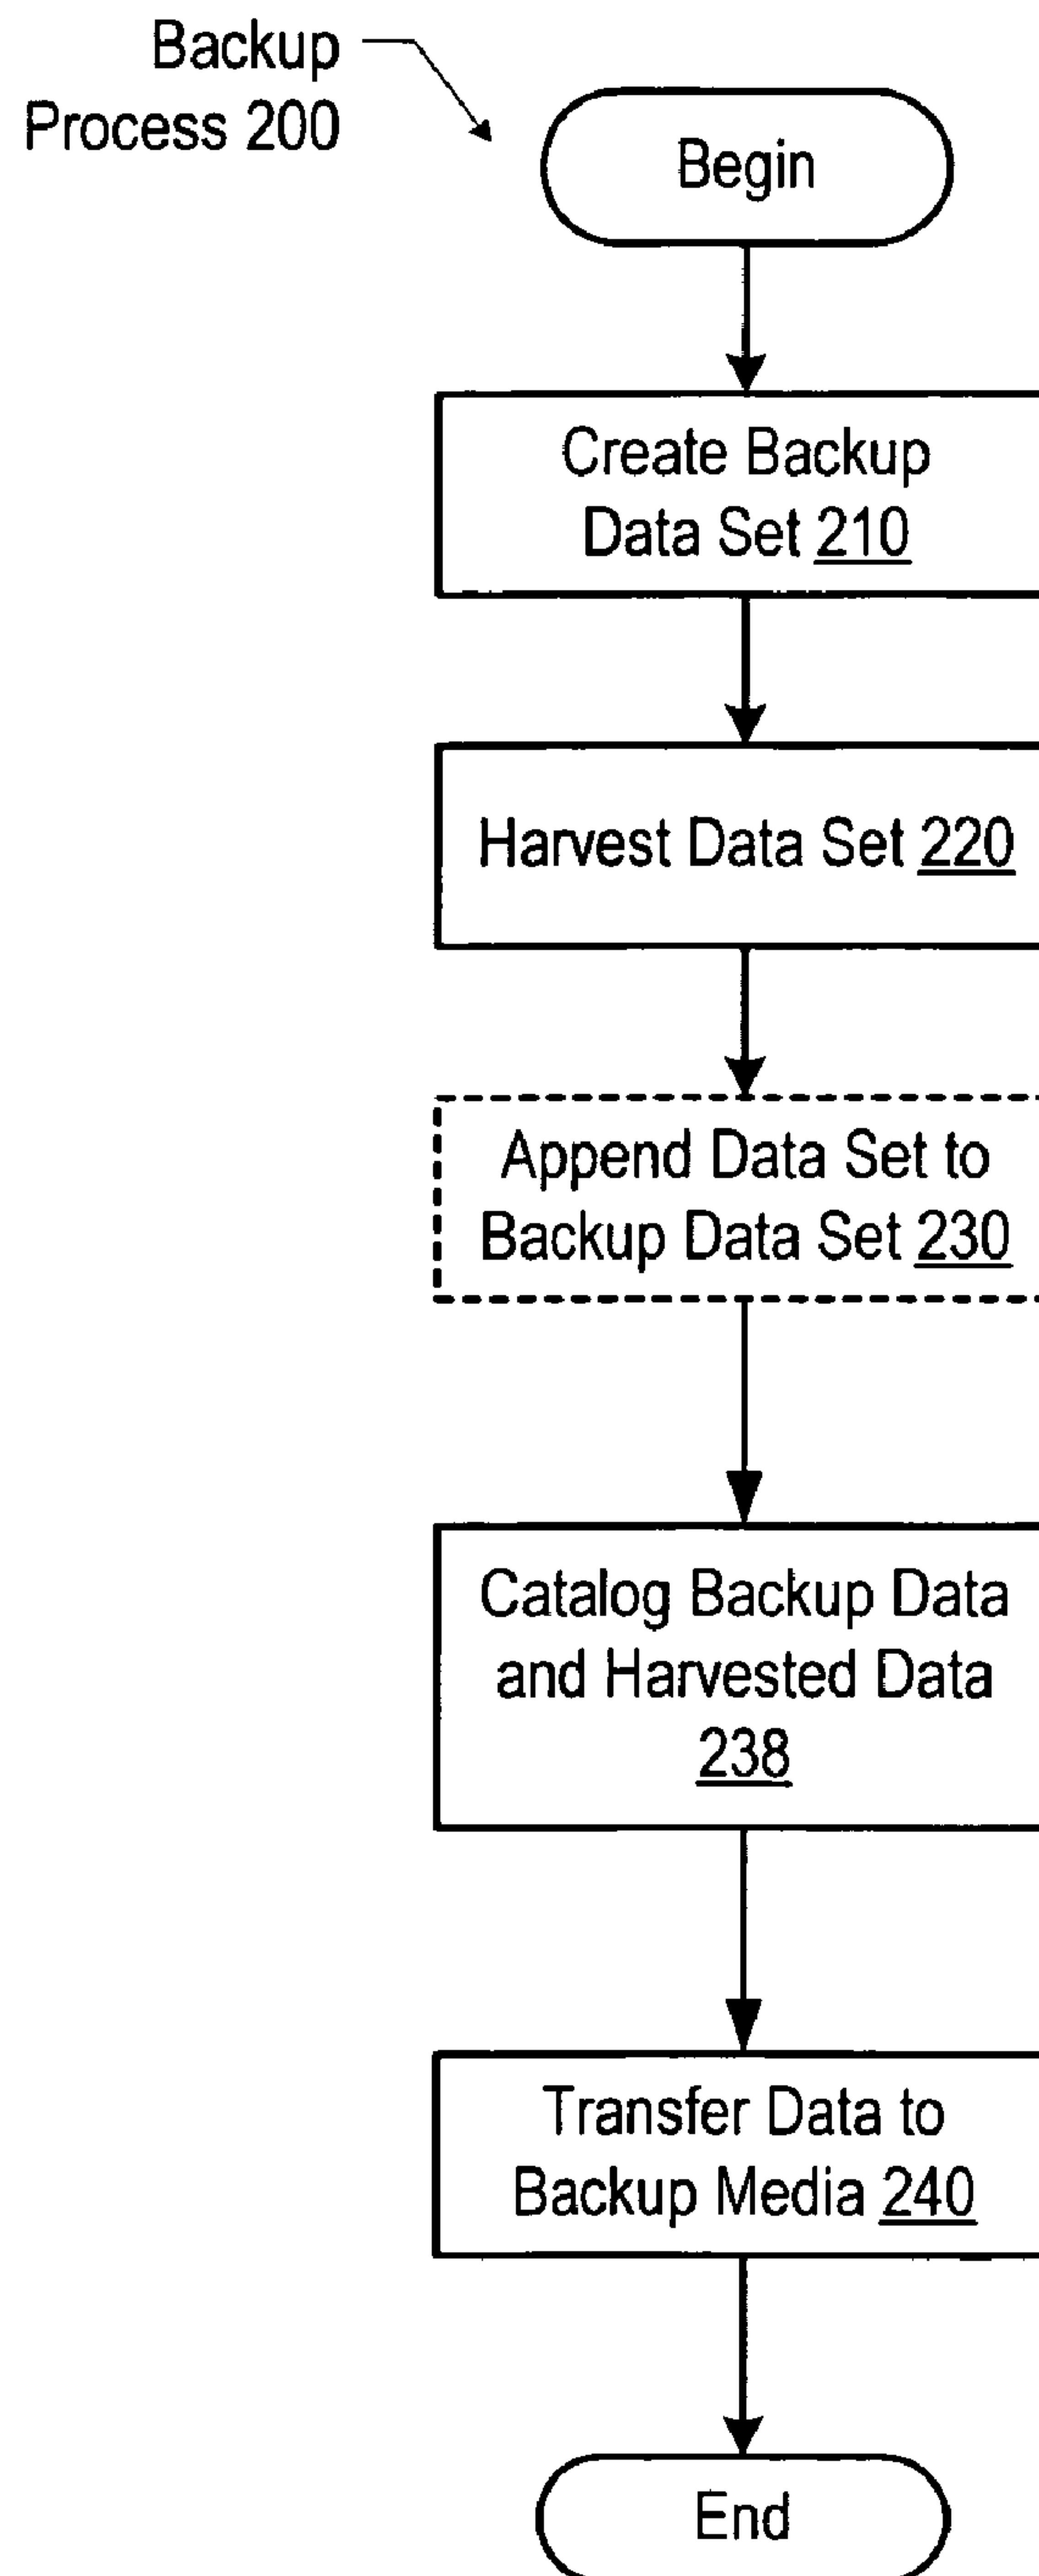 Backup
Process 200
Begin
Create Backup
Data Set 210
Harvest Data Set 220
Append Data Set to
Backup Data Set 230
Catalog Backup Data
and Harvested Data
238
Transfer Data to
Backup Media 240
End